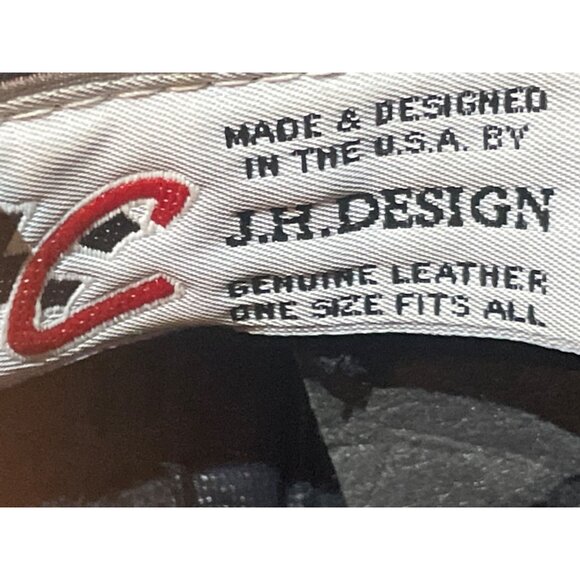 C
MADE & DESIGNED
IN THE U.S.A. BY
J.H. DESIGN
GENUINE LEATHER
ONE SIZE FITS ALL